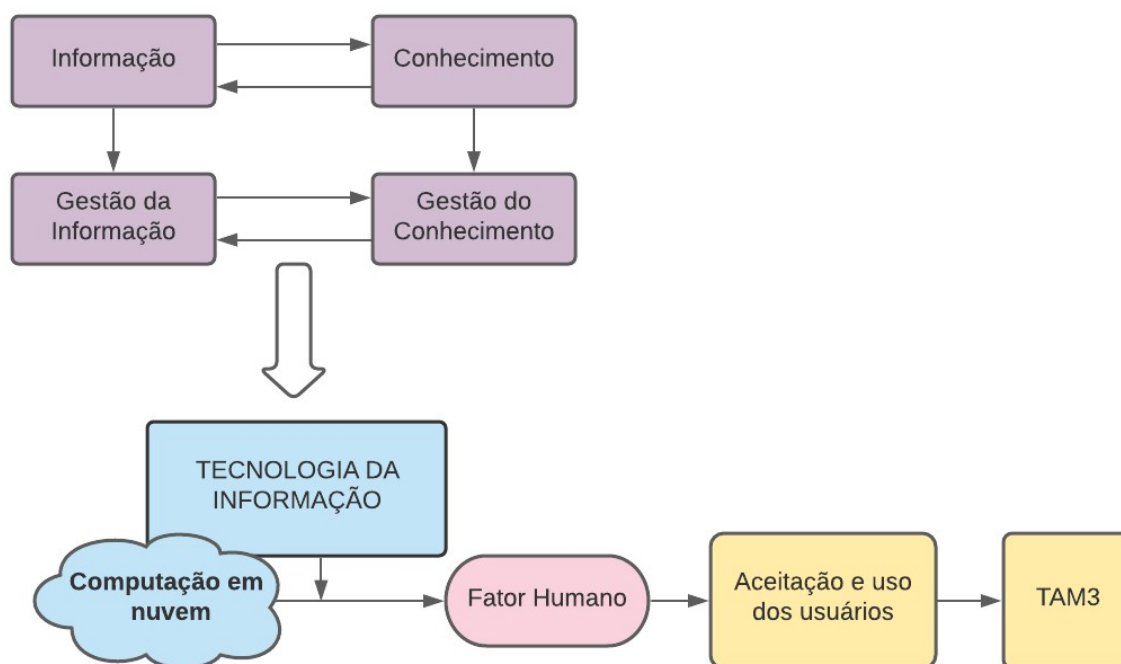 Informação
Conhecimento
Gestão da
Informação
Gestão do
Conhecimento
TECNOLOGIA DA
INFORMAÇÃO
Computação em
nuvem
Fator Humano
Aceitação e uso
dos usuários
TAM3